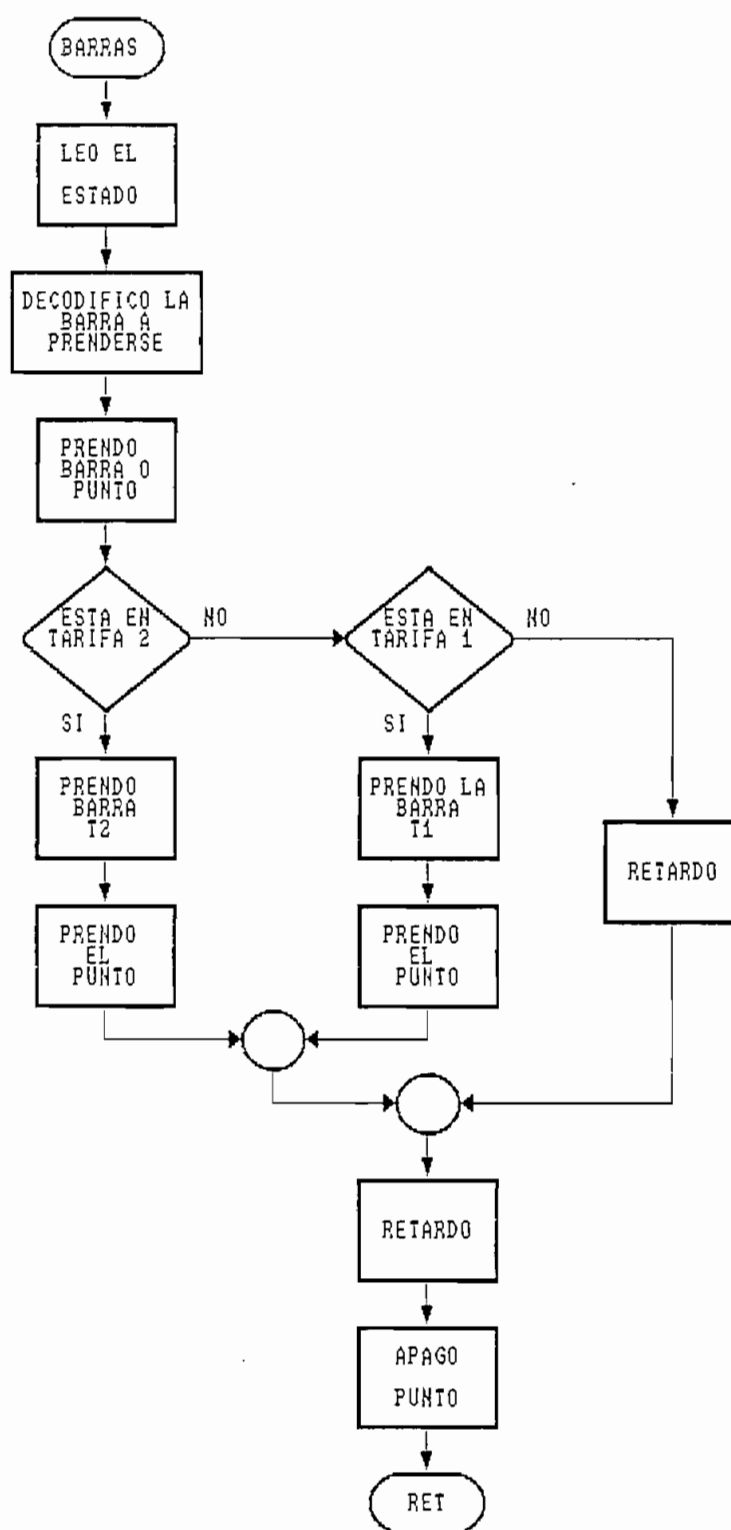 BARRAS
LEO EL
ESTADO
DECODIFICO LA
BARRA A
PRENDERSE
PRENDO
BARRA O
PUNTO
ESTA EN
TARIFA 2
NO
ESTA EN
TARIFA 1
NO
SI
SI
PRENDO
BARRA
T2
PRENDO LA
BARRA
T1
RETARDO
PRENDO
EL
PUNTO
PRENDO
EL
PUNTO
RETARDO
APAGO
PUNTO
RET